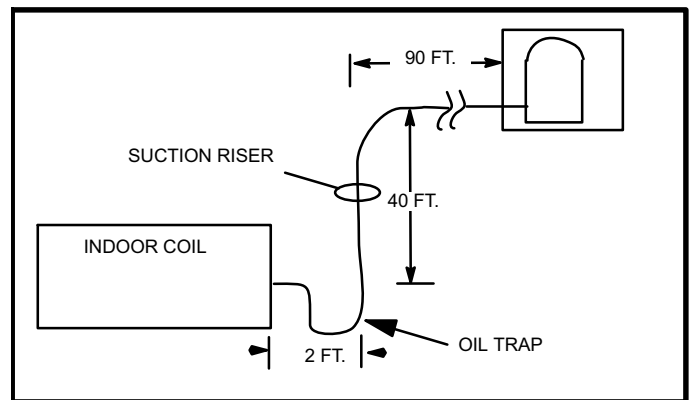 90 FT.
SUCTION RISER
40 FT.
INDOOR COIL
OIL TRAP
2 FT.